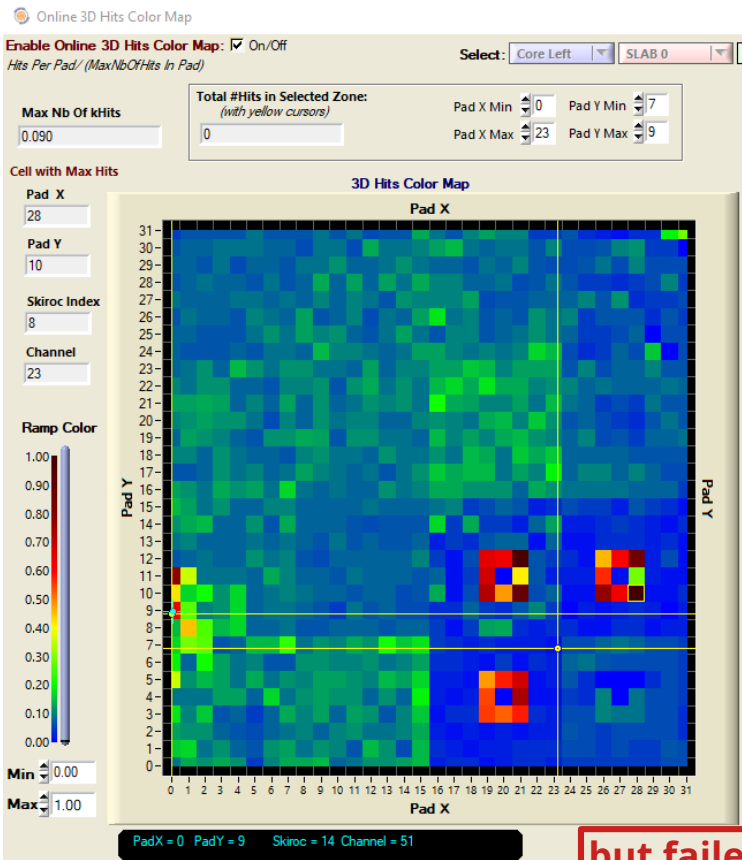 Online 3D Hits Color Map
Enable Online 3D Hits Color Map: On/Off
Hits Per Pad/ (MaxNbOfHits In Pad)
Select: Core Left SLAB 0
Max Nb Of kHits
0.090
Total #Hits in Selected Zone:
(with yellow cursors)
0
Pad X Min 0 Pad Y Min 7
Pad X Max 23 Pad Y Max 9
Cell with Max Hits
Pad X
28
Pad Y
10
Skiroc Index
8
Channel
23
Ramp Color
1.00
0.90
0.80
0.70
0.60
0.50
0.40
0.30
0.20
0.10
0.00
Min 0.00
Max 1.00
3D Hits Color Map
Pad X
31
30
29
28
27
26
25
24
23
22
21
20
19
18
17
16
15
14
13
12
11
10
9
8
7
6
5
4
3
2
1
0
Pad Y
Pad Y
0 1 2 3 4 5 6 7 8 9 10 11 12 13 14 15 16 17 18 19 20 21 22 23 24 25 26 27 28 29 30 31
Pad X
PadX = 0 PadY = 9 Skiroc = 14 Channel = 51
but faile